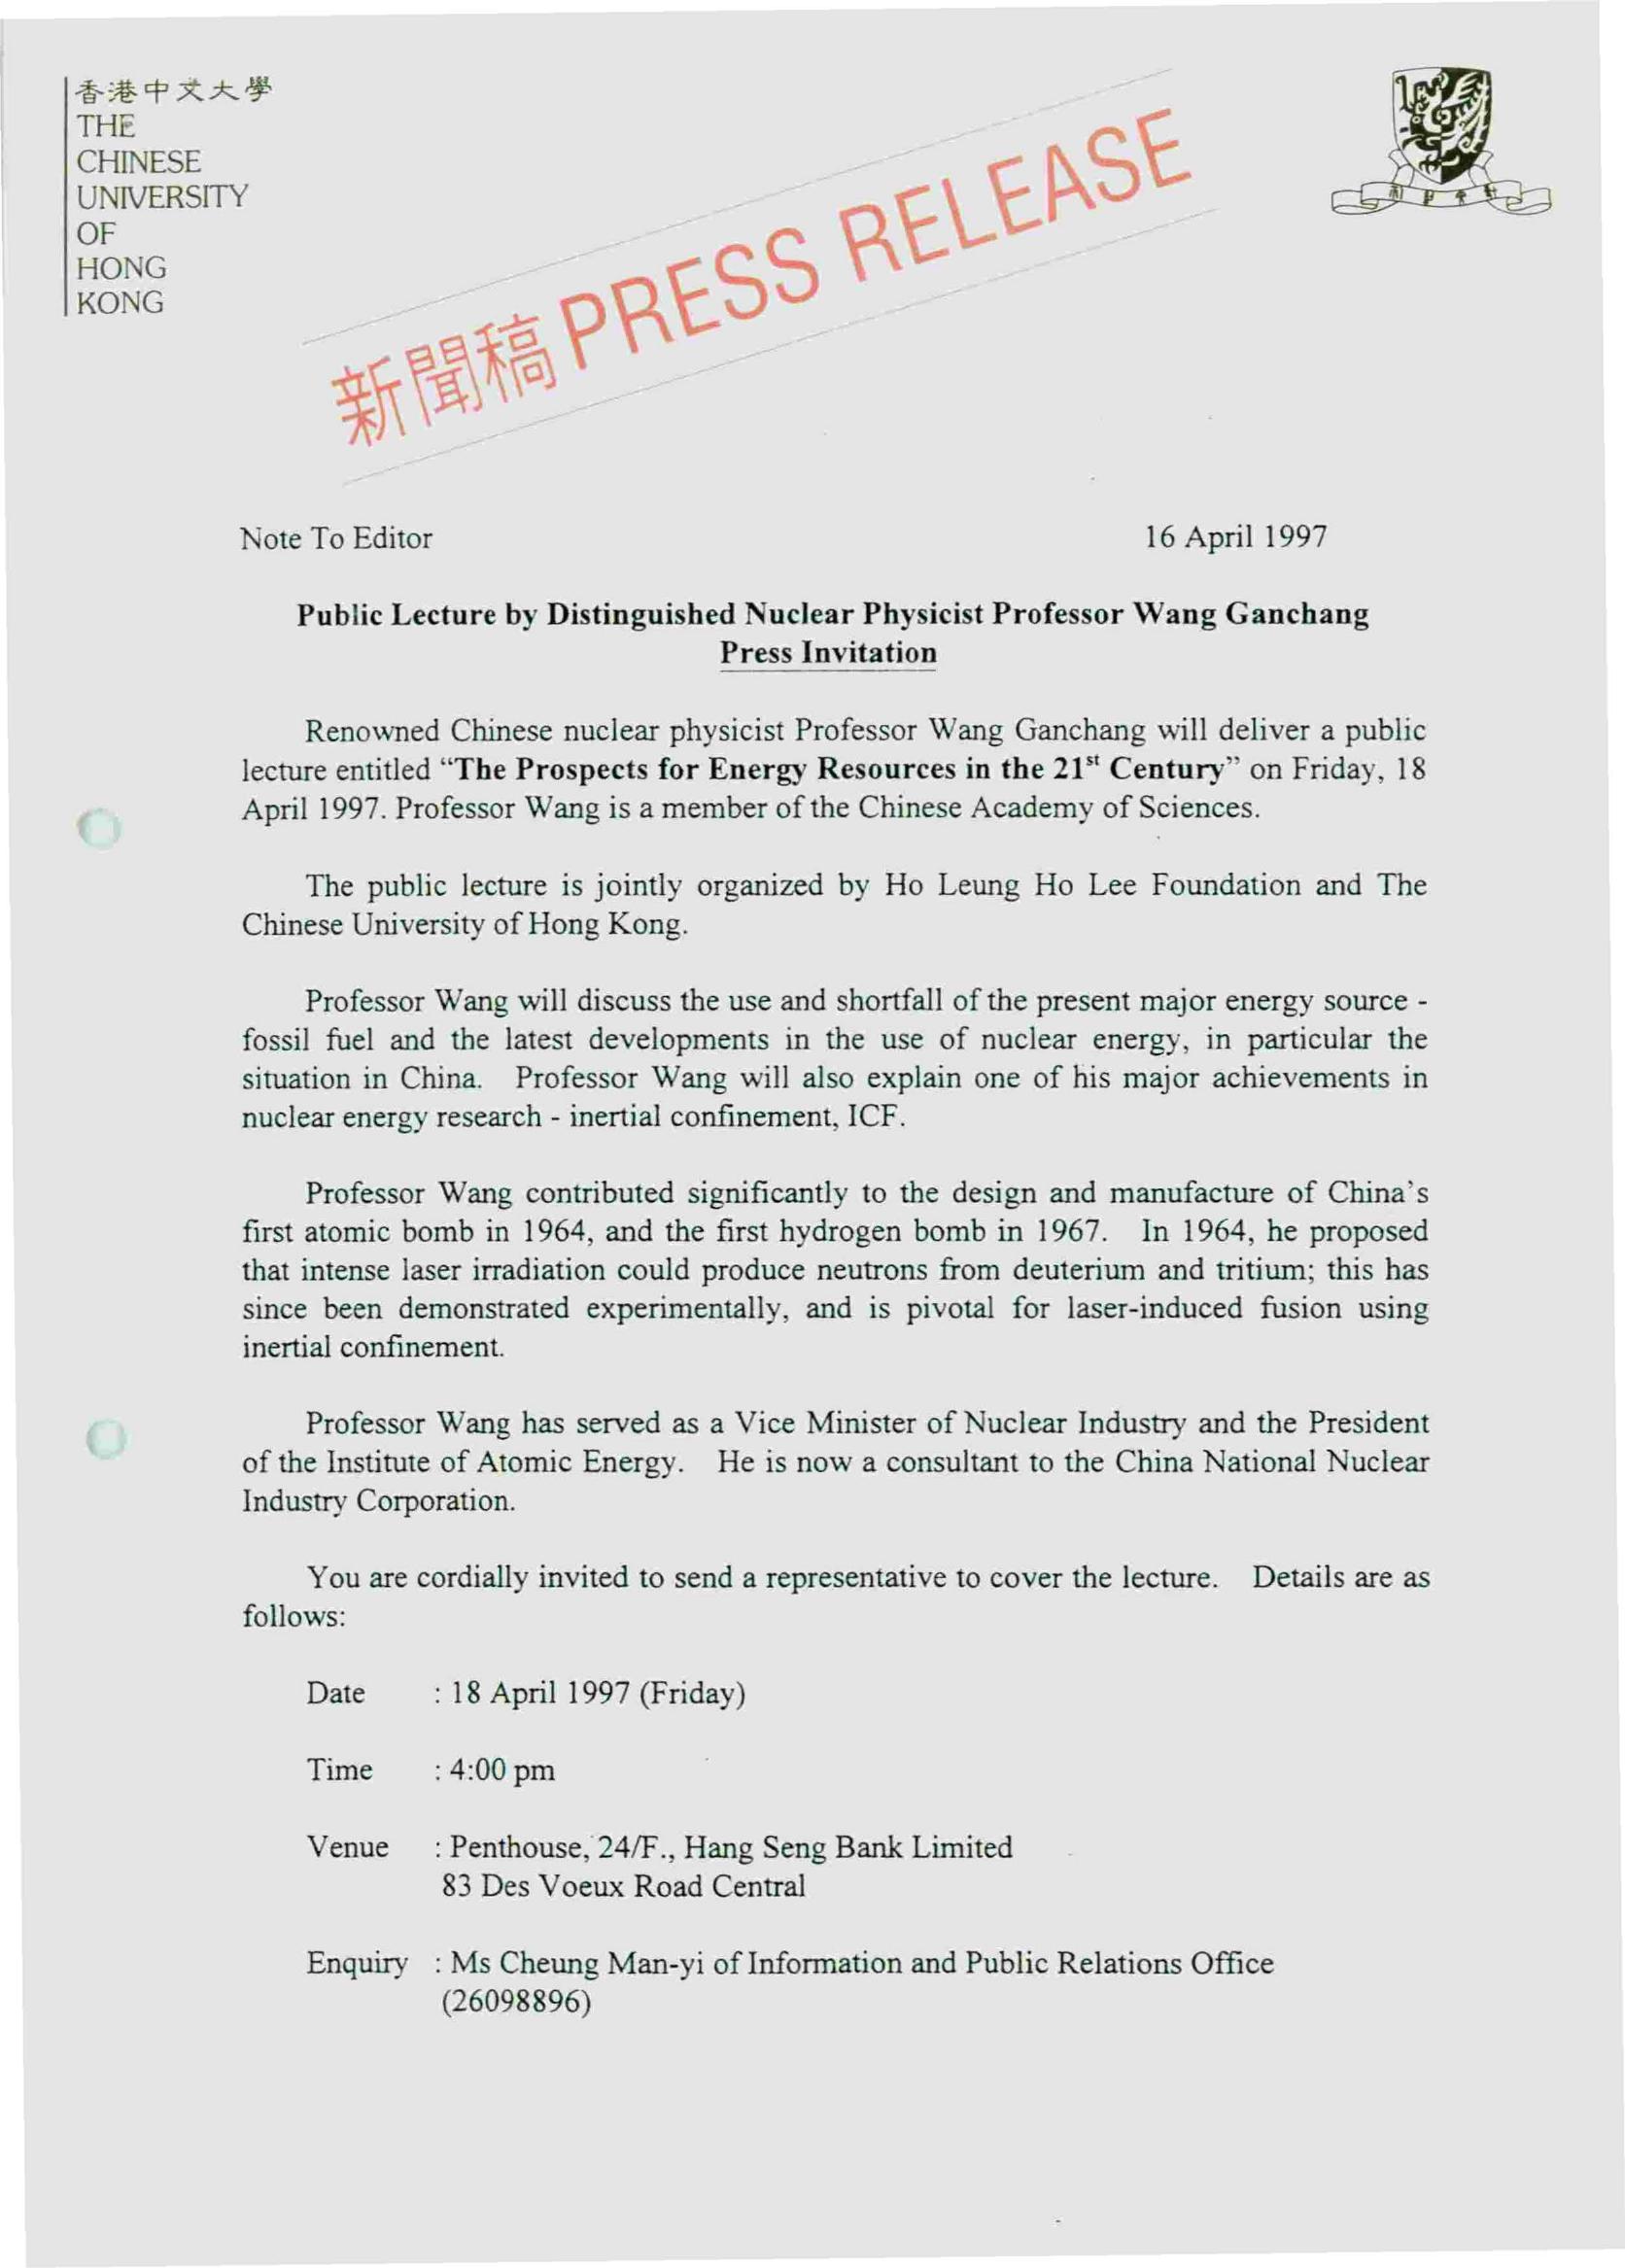 香港中文大學
THE
CHINESE
UNIVERSITY
OF
HONG
KONG
新聞稿 PRESS RELEASE
Note To Editor 16 April 1997
Public Lecture by Distinguished Nuclear Physicist Professor Wang Ganchang
Press Invitation
Renowned Chinese nuclear physicist Professor Wang Ganchang will deliver a public
lecture entitled “The Prospects for Energy Resources in the 21st Century” on Friday, 18
April 1997. Professor Wang is a member of the Chinese Academy of Sciences.
The public lecture is jointly organized by Ho Leung Ho Lee Foundation and The
Chinese University of Hong Kong.
Professor Wang will discuss the use and shortfall of the present major energy source -
fossil fuel and the latest developments in the use of nuclear energy, in particular the
situation in China. Professor Wang will also explain one of his major achievements in
nuclear energy research - inertial confinement, ICF.
Professor Wang contributed significantly to the design and manufacture of China’s
first atomic bomb in 1964, and the first hydrogen bomb in 1967. In 1964, he proposed
that intense laser irradiation could produce neutrons from deuterium and tritium; this has
since been demonstrated experimentally, and is pivotal for laser-induced fusion using
inertial confinement.
Professor Wang has served as a Vice Minister of Nuclear Industry and the President
of the Institute of Atomic Energy. He is now a consultant to the China National Nuclear
Industry Corporation.
You are cordially invited to send a representative to cover the lecture. Details are as
follows:
Date : 18 April 1997 (Friday)
Time : 4:00 pm
Venue : Penthouse, 24/F., Hang Seng Bank Limited
83 Des Voeux Road Central
Enquiry : Ms Cheung Man-yi of Information and Public Relations Office
(26098896)